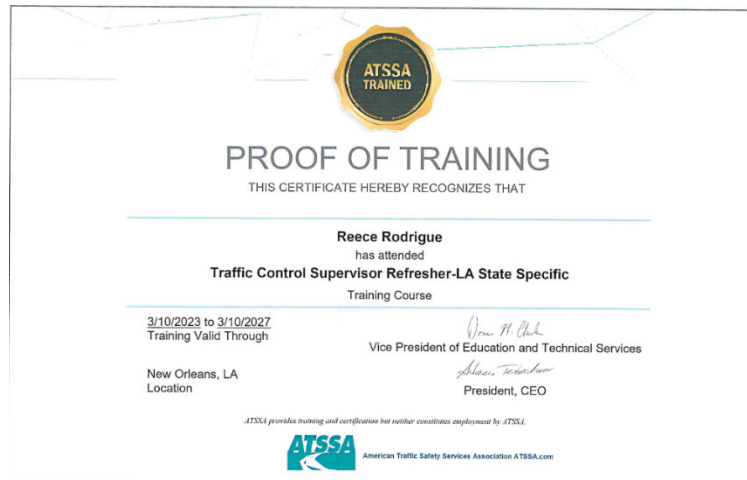 ATSSA
TRAINED
PROOF OF TRAINING
THIS CERTIFICATE HEREBY RECOGNIZES THAT
Reece Rodrigue
has attended
Traffic Control Supervisor Refresher-LA State Specific
Training Course
3/10/2023 to 3/10/2027
Training Valid Through
Vice President of Education and Technical Services
New Orleans, LA
Location
President, CEO
ATSSA provides training and certification but neither constitutes employment by ATSSA.
ATSSA
American Traffic Safety Services Association ATSSA.com